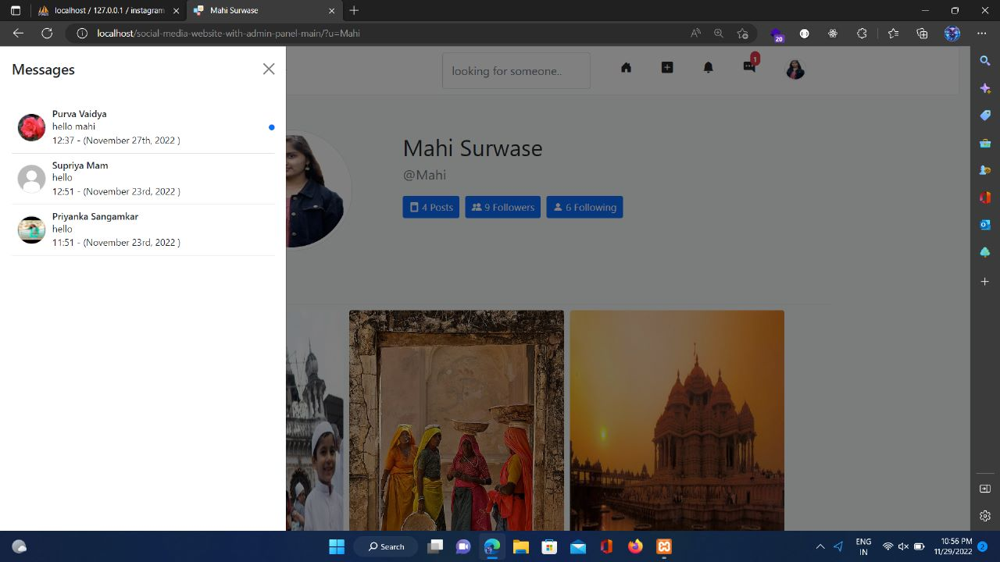 localhost / 127.0.0.1 / instagram
Mahi Surwase
localhost/social-media-website-with-admin-panel-main/?u=Mahi
20
Messages
looking for someone..
1
Purva Vaidya
hello mahi
12:37 - (November 27th, 2022 )
Supriya Mam
hello
12:51 - (November 23rd, 2022 )
Priyanka Sangamkar
hello
11:51 - (November 23rd, 2022 )
Mahi Surwase
@Mahi
4 Posts
9 Followers
6 Following
Search
ENG
IN
10:56 PM
11/29/2022
2